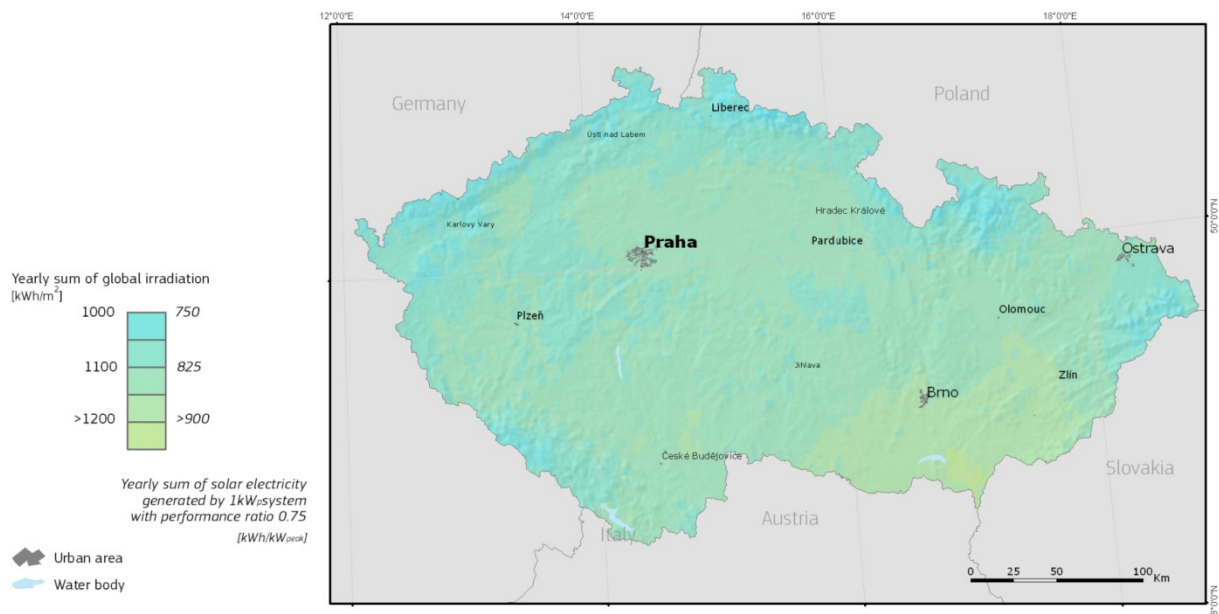 12°0'0"E 14°0'0"E 16°0'0"E 18°0'0"E
Germany
Poland
Liberec
Ústí nad Labem
Karlovy Vary
Hradec Králové
50°0'0"N
Praha
Pardubice
Ostrava
Yearly sum of global irradiation
[kWh/m²]
1000 750
1100 825
>1200 >900
Plzeň
Olomouc
Jihlava
Zlín
Brno
České Budějovice
Slovakia
Yearly sum of solar electricity
generated by 1kWp system
with performance ratio 0.75
[kWh/kWpeak]
Austria
Italy
Urban area
Water body
0 25 50 100 Km